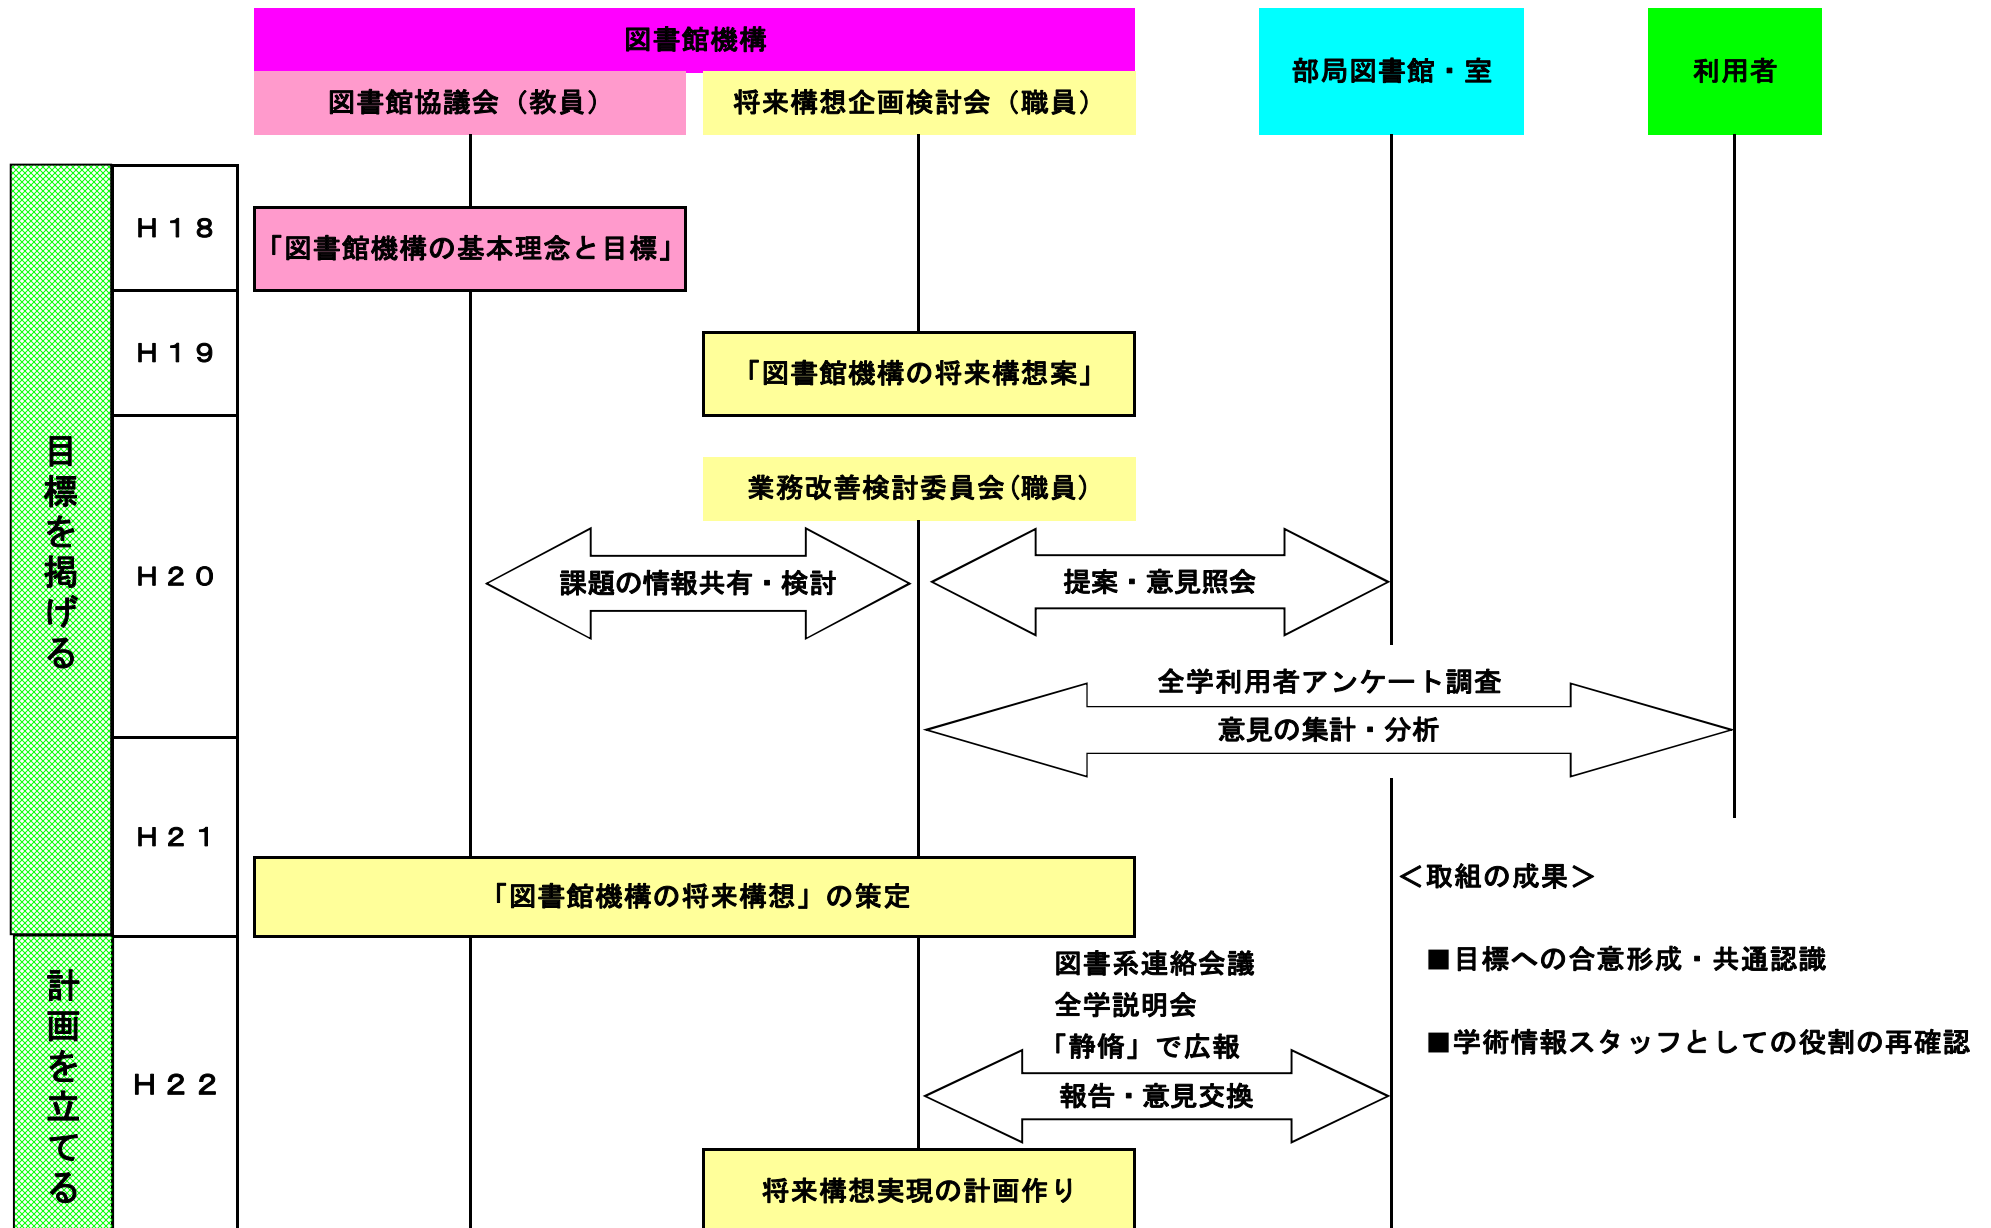 図書館機構
部局図書館・室
利用者
図書館協議会（教員）
将来構想企画検討会（職員）
目標を掲げる
Ｈ１８
「図書館機構の基本理念と目標」
Ｈ１９
「図書館機構の将来構想案」
Ｈ２０
業務改善検討委員会(職員)
課題の情報共有・検討
提案・意見照会
全学利用者アンケート調査
意見の集計・分析
Ｈ２１
「図書館機構の将来構想」の策定
＜取組の成果＞
■目標への合意形成・共通認識
■学術情報スタッフとしての役割の再確認
計画を立てる
Ｈ２２
図書系連絡会議
全学説明会
「静脩」で広報
報告・意見交換
将来構想実現の計画作り